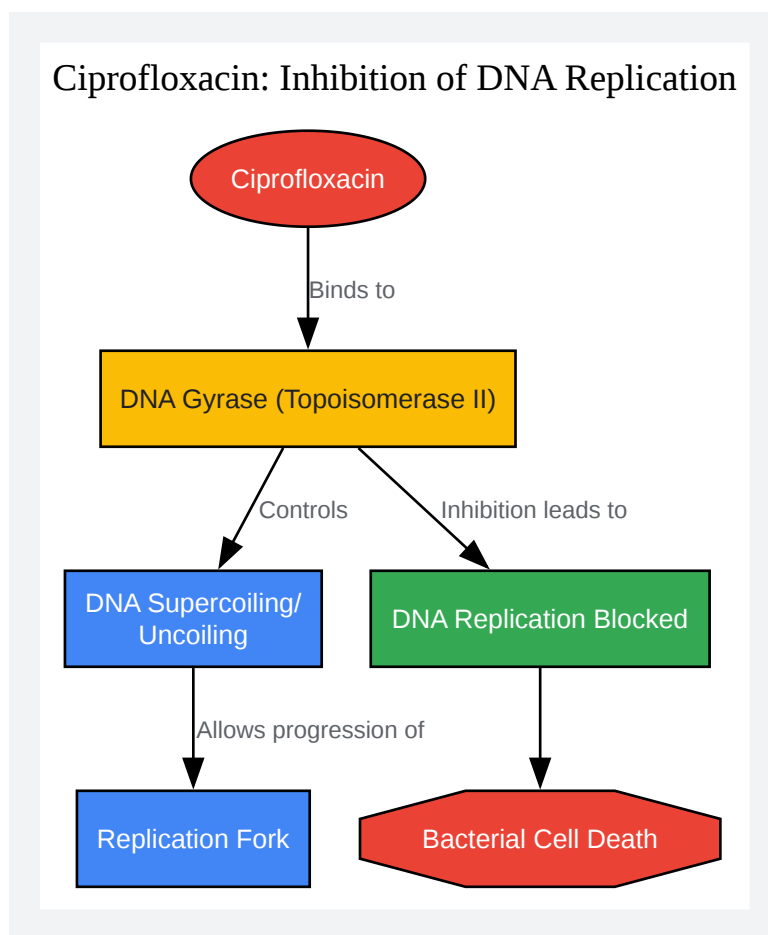 Ciprofloxacin: Inhibition of DNA Replication
Ciprofloxacin
Binds to
DNA Gyrase (Topoisomerase II)
Controls
Inhibition leads to
DNA Supercoiling/
Uncoiling
DNA Replication Blocked
Allows progression of
Replication Fork
Bacterial Cell Death